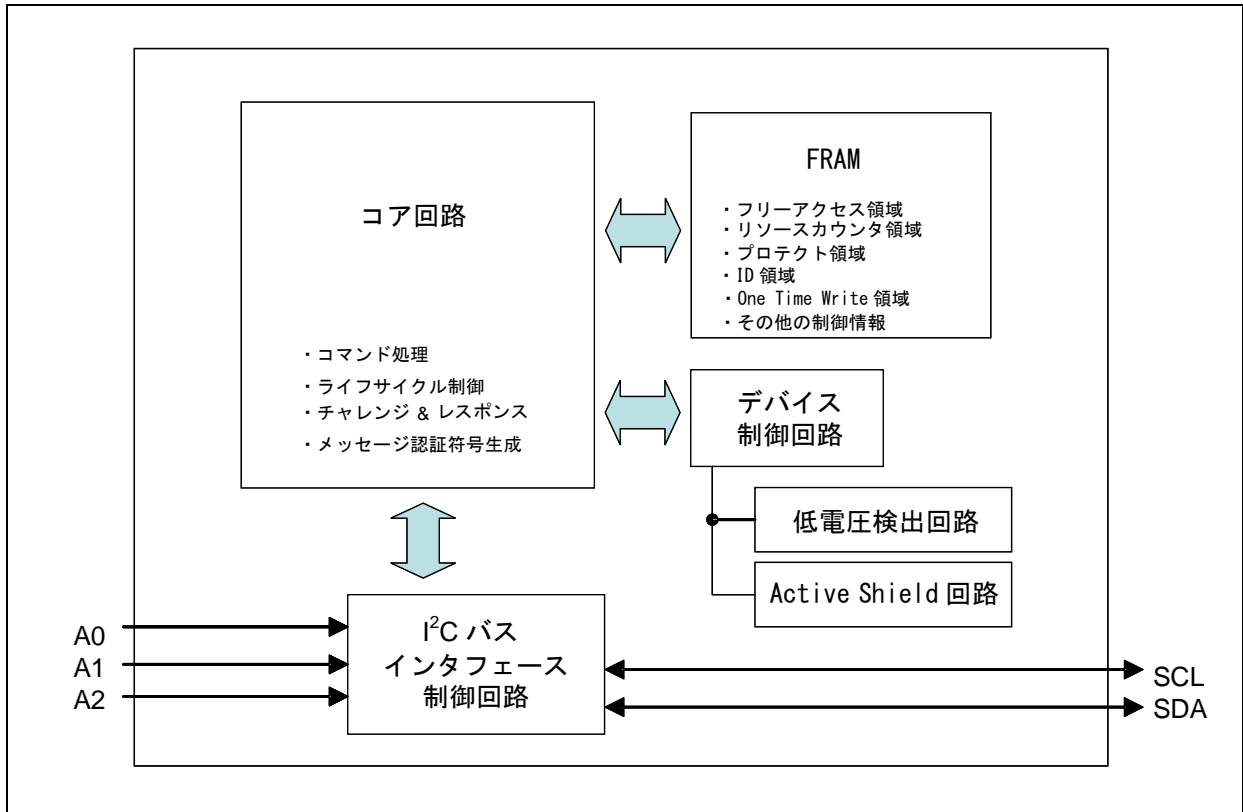 コア回路
・コマンド処理
・ライフサイクル制御
・チャレンジ & レスポンス
・メッセージ認証符号生成
FRAM
・フリーアクセス領域
・リソースカウンタ領域
・プロテクト領域
・ID 領域
・One Time Write 領域
・その他の制御情報
デバイス
制御回路
低電圧検出回路
Active Shield 回路
A0
A1
A2
I²C バス
インタフェース
制御回路
SCL
SDA